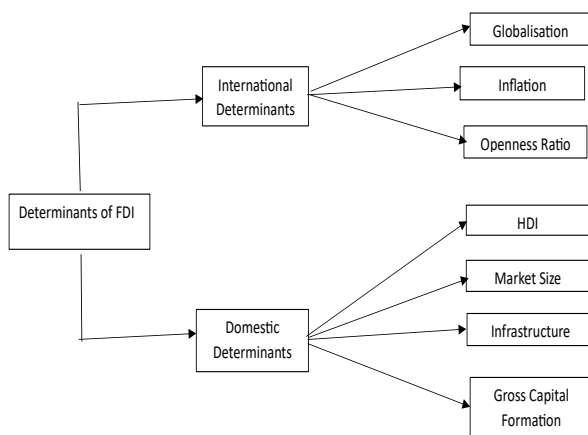 Determinants of FDI
International
Determinants
Globalisation
Inflation
Openness Ratio
Domestic
Determinants
HDI
Market Size
Infrastructure
Gross Capital
Formation